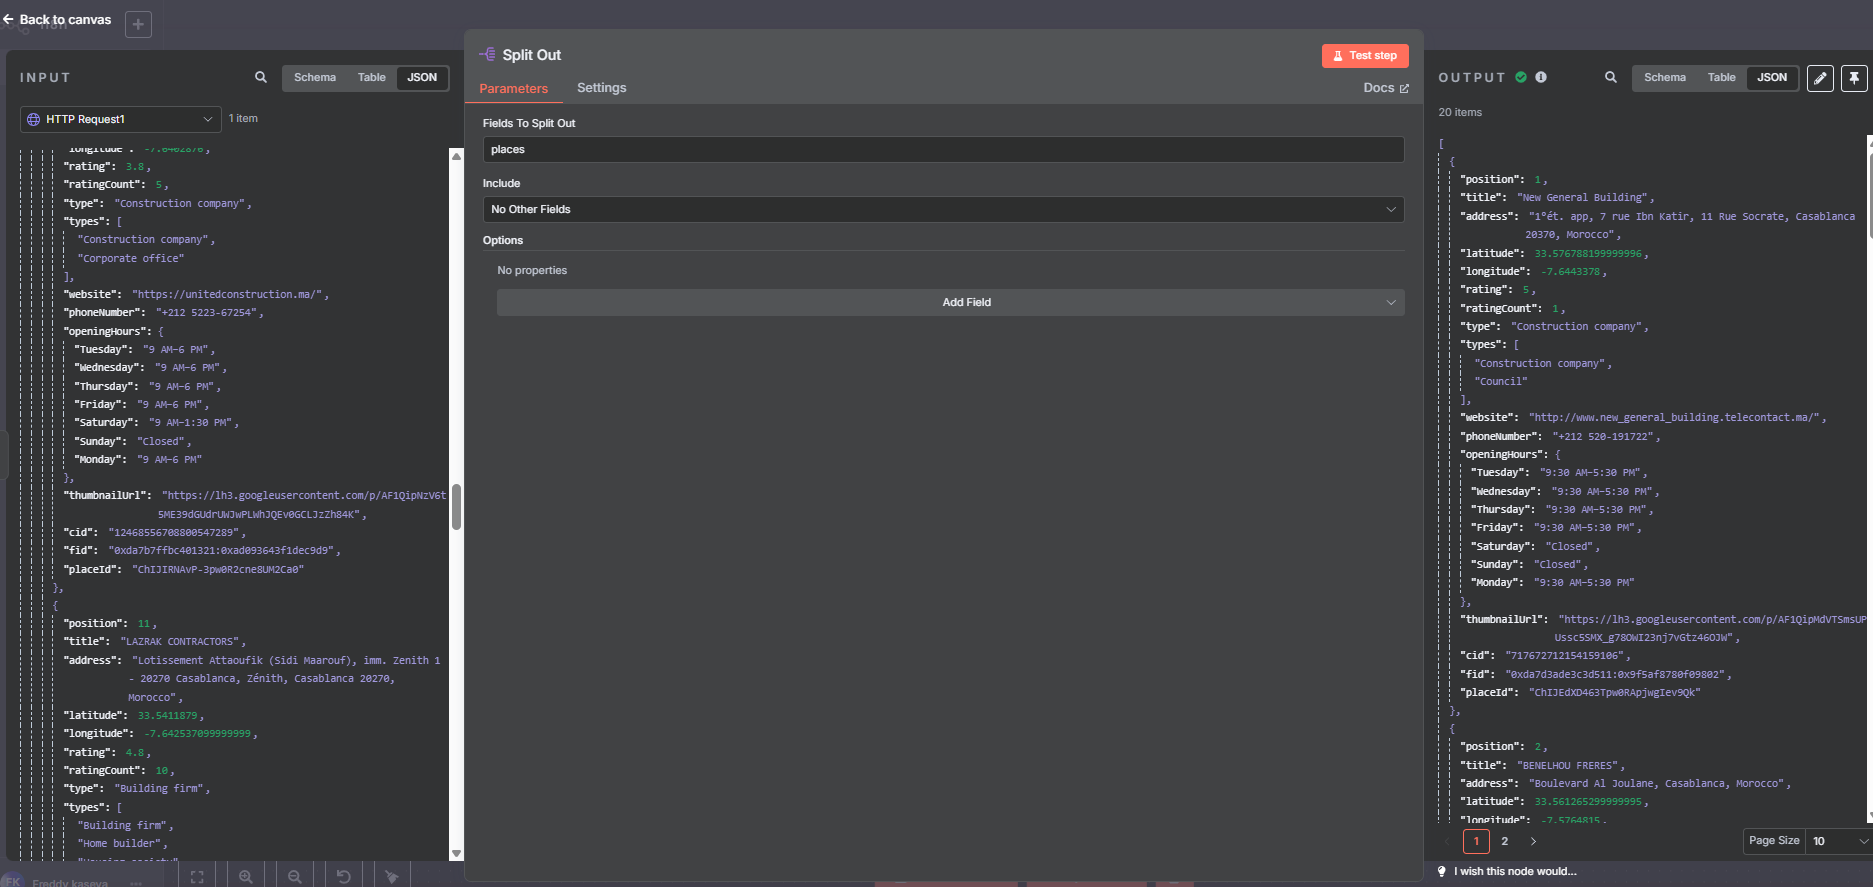 Back to canvas
INPUT
Schema
Table
JSON
HTTP Request1
1 item
"longitude": -7.6402876,
"rating": 3.8,
"ratingCount": 5,
"type": "Construction company",
"types": [
"Construction company",
"Corporate office"
],
"website": "https://unitedconstruction.ma/",
"phoneNumber": "+212 5223-67254",
"openingHours": {
"Tuesday": "9 AM–6 PM",
"Wednesday": "9 AM–6 PM",
"Thursday": "9 AM–6 PM",
"Friday": "9 AM–6 PM",
"Saturday": "9 AM–1:30 PM",
"Sunday": "Closed",
"Monday": "9 AM–6 PM"
},
"thumbnailUrl": "https://lh3.googleusercontent.com/p/AF1QipNzV6t
5ME39dGUdrUWJwPLWhJQEv0GCLJzZh84K",
"cid": "12468556708800547289",
"fid": "0xda7b7ffbc401321:0xad093643f1dec9d9",
"placeId": "ChIJIRNAvP-3pw0R2cne8UM2Ca0"
},
{
"position": 11,
"title": "LAZRAK CONTRACTORS",
"address": "Lotissement Attaoufik (Sidi Maarouf), imm. Zenith 1
- 20270 Casablanca, Zénith, Casablanca 20270,
Morocco",
"latitude": 33.5411879,
"longitude": -7.642537099999999,
"rating": 4.8,
"ratingCount": 10,
"type": "Building firm",
"types": [
"Building firm",
"Home builder",
"Housing society"
Freddy kaseya
Split Out
Test step
Parameters
Settings
Docs
Fields To Split Out
places
Include
No Other Fields
Options
No properties
Add Field
OUTPUT
Schema
Table
JSON
20 items
[
{
"position": 1,
"title": "New General Building",
"address": "1°ét. app, 7 rue Ibn Katir, 11 Rue Socrate, Casablanca
20370, Morocco",
"latitude": 33.576788199999996,
"longitude": -7.6443378,
"rating": 5,
"ratingCount": 1,
"type": "Construction company",
"types": [
"Construction company",
"Council"
],
"website": "http://www.new_general_building.telecontact.ma/",
"phoneNumber": "+212 520-191722",
"openingHours": {
"Tuesday": "9:30 AM–5:30 PM",
"Wednesday": "9:30 AM–5:30 PM",
"Thursday": "9:30 AM–5:30 PM",
"Friday": "9:30 AM–5:30 PM",
"Saturday": "Closed",
"Sunday": "Closed",
"Monday": "9:30 AM–5:30 PM"
},
"thumbnailUrl": "https://lh3.googleusercontent.com/p/AF1QipMdVTSmsUP
Ussc5SMX_g78OWI23nj7vGtz46OJW",
"cid": "717672712154159106",
"fid": "0xda7d3ade3c3d511:0x9f5af8780f09802",
"placeId": "ChIJEdXD463Tpw0RApjwgIev9Qk"
},
{
"position": 2,
"title": "BENELHOU FRERES",
"address": "Boulevard Al Joulane, Casablanca, Morocco",
"latitude": 33.561265299999995,
"longitude": -7.5764815,
1
2
Page Size
10
I wish this node would...